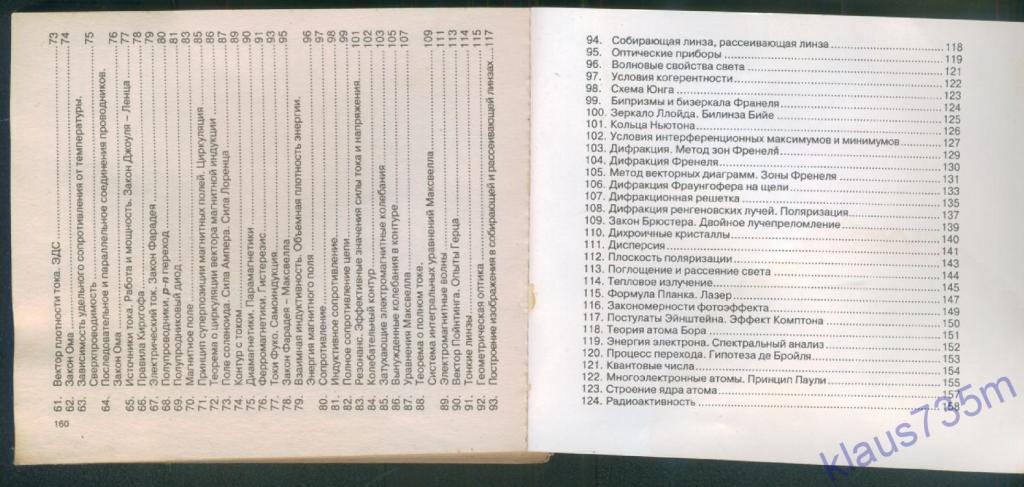 61. Вектор плотности тока. ЭДС 73
62. Закон Ома 74
63. Зависимость удельного сопротивления от температуры.
Сверхпроводимость 75
64. Последовательное и параллельное соединения проводников.
Закон Ома 76
65. Источники тока. Работа и мощность. Закон Джоуля – Ленца 77
66. Правила Кирхгофа 78
67. Электрический ток. Закон Фарадея 79
68. Полупроводники. p-n переход 80
69. Полупродниковый диод 81
70. Магнитное поле 83
71. Принцип суперпозиции магнитных полей. Циркуляция 85
72. Теорема о циркуляции вектора магнитной индукции 86
73. Поле соленоида. Сила Ампера. Сила Лоренца 87
74. Контур с током 89
75. Диамагнетики. Парамагнетики 90
76. Ферромагнетики. Гистерезис 91
77. Токи Фуко. Самоиндукция 93
78. Закон Фарадея – Максвелла 95
79. Взаимная индукция. Объемная плотность энергии.
Энергия магнитного поля 96
80. Сопротивление 97
81. Индуктивное сопротивление 98
82. Полное сопротивление цепи 99
83. Резонанс. Эффективные значения силы тока и напряжения 101
84. Колебательный контур 102
85. Затухающие электромагнитные колебания 103
86. Вынужденные колебания в контуре 105
87. Уравнения Максвелла 107
88. Теорема о полном токе.
Система интегральных уравнений Максвелла 109
89. Электромагнитные волны 111
90. Вектор Пойнтинга. Опыты Герца 113
91. Тонкие линзы 114
92. Геометрическая оптика 115
93. Построение изображения в собирающей и рассеивающей линзах 117
160
94. Собирающая линза, рассеивающая линза 118
95. Оптические приборы 119
96. Волновые свойства света 121
97. Условия когерентности 122
98. Схема Юнга 123
99. Бипризмы и бизеркала Френеля 124
100. Зеркало Ллойда. Билинза Бийе 125
101. Кольца Ньютона 126
102. Условия интерференционных максимумов и минимумов 127
103. Дифракция. Метод зон Френеля 129
104. Дифракция Френеля 130
105. Метод векторных диаграмм. Зоны Френеля 131
106. Дифракция Фраунгофера на щели 133
107. Дифракционная решетка 135
108. Дифракция ренгеновских лучей. Поляризация 137
109. Закон Брюстера. Двойное лучепреломление 139
110. Дихроичные кристаллы 140
111. Дисперсия 141
112. Плоскость поляризации 143
113. Поглощение и рассеяние света 144
114. Тепловое излучение 145
115. Формула Планка. Лазер 146
116. Закономерности фотоэффекта 147
117. Постулаты Эйнштейна. Эффект Комптона 150
118. Теория атома Бора 151
119. Энергия электрона. Спектральный анализ 152
120. Процесс перехода. Гипотеза де Бройля 153
121. Квантовые числа 154
122. Многоэлектронные атомы. Принцип Паули 155
123. Строение ядра атома 157
124. Радиоактивность 158
klaus735m